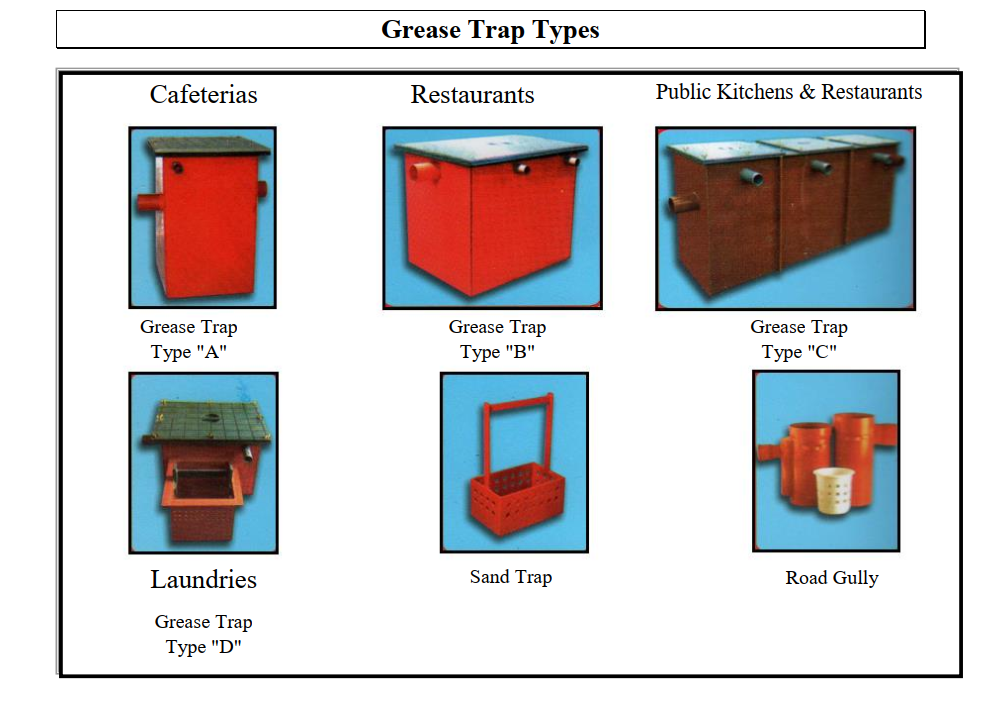 Grease Trap Types
Cafeterias
Restaurants
Public Kitchens & Restaurants
Grease Trap
Type "A"
Grease Trap
Type "B"
Grease Trap
Type "C"
Laundries
Grease Trap
Type "D"
Sand Trap
Road Gully